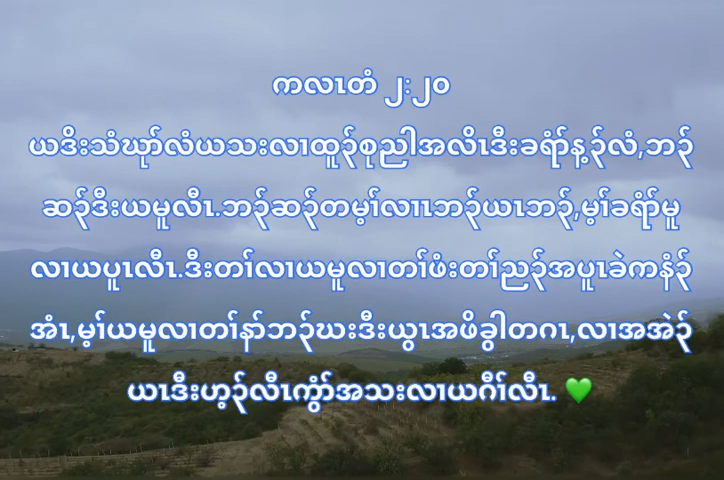 ကလၤတံ ၂:၂၀
ယဒိးသံဃုာ်လံယသးလၢထူၣ်စုညါအလိၤဒီးခရံာ်န့ၣ်လံ,ဘၣ်
ဆၣ်ဒီးယမူလီၤ.ဘၣ်ဆၣ်တမ့ၢ်လၢၤဘၣ်ယၤဘၣ်,မ့ၢ်ခရံာ်မူ
လၢယပူၤလီၤ.ဒီးတၢ်လၢယမူလၢတၢ်ဖံးတၢ်ညၣ်အပူၤခဲကနံၣ်
အံၤ,မ့ၢ်ယမူလၢတၢ်နာ်ဘၣ်ဃးဒီးယွၤအဖိခွါတဂၤ,လၢအအဲၣ်
ယၤဒီးဟ့ၣ်လီၤကွံာ်အသးလၢယဂီၢ်လီၤ. 💚